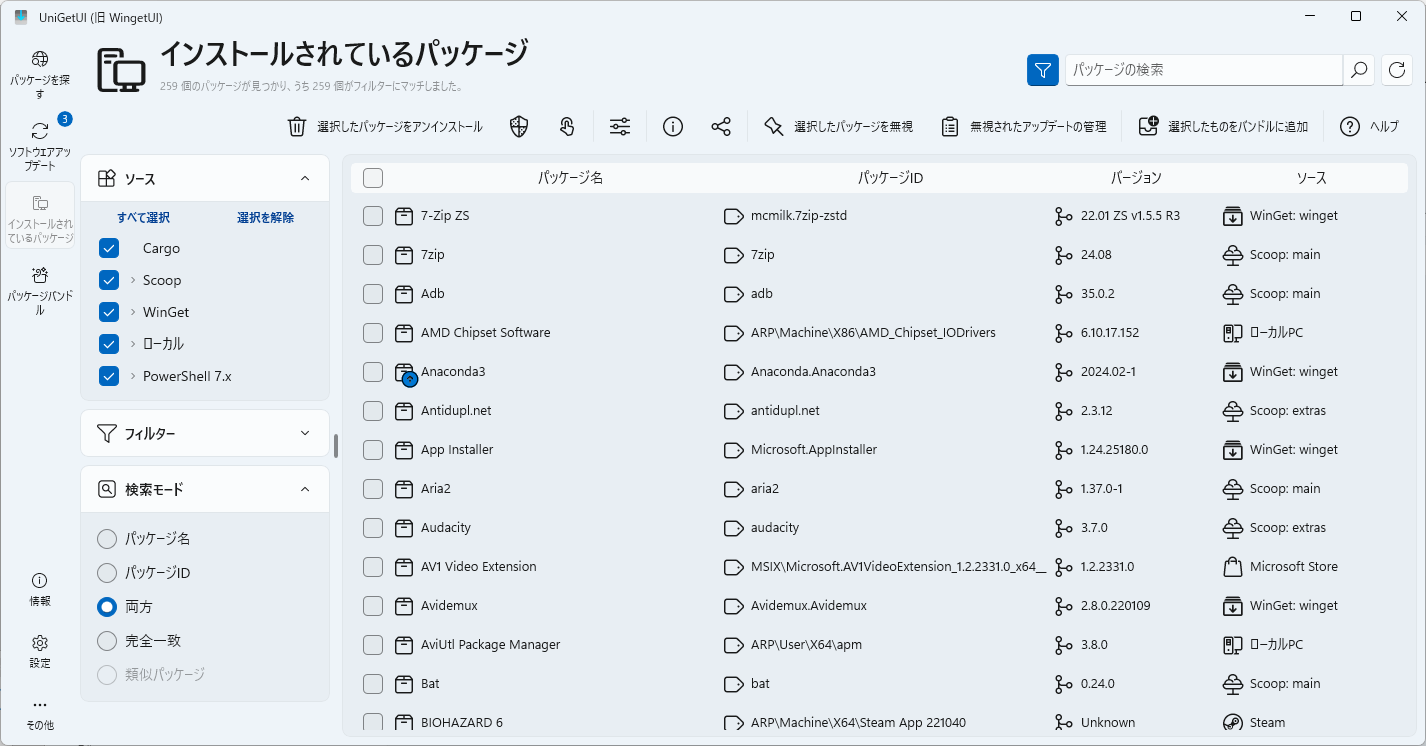 UniGetUI (旧 WingetUI)
パッケージを探
す
3
ソフトウェアアッ
プデート
インストールされ
ているパッケージ
パッケージバンド
ル
情報
設定
その他
インストールされているパッケージ
259 個のパッケージが見つかり、うち 259 個がフィルターにマッチしました。
パッケージの検索
選択したパッケージをアンインストール
選択したパッケージを無視
無視されたアップデートの管理
選択したものをバンドルに追加
ヘルプ
ソース
すべて選択 選択を解除
Cargo
Scoop
WinGet
ローカル
PowerShell 7.x
フィルター
検索モード
パッケージ名
パッケージID
両方
完全一致
類似パッケージ
パッケージ名 パッケージID バージョン ソース
7-Zip ZS mcmilk.7zip-zstd 22.01 ZS v1.5.5 R3 WinGet: winget
7zip 7zip 24.08 Scoop: main
Adb adb 35.0.2 Scoop: main
AMD Chipset Software ARP\Machine\X86\AMD_Chipset_IODrivers 6.10.17.152 ローカルPC
Anaconda3 Anaconda.Anaconda3 2024.02-1 WinGet: winget
Antidupl.net antidupl.net 2.3.12 Scoop: extras
App Installer Microsoft.AppInstaller 1.24.25180.0 WinGet: winget
Aria2 aria2 1.37.0-1 Scoop: main
Audacity audacity 3.7.0 Scoop: extras
AV1 Video Extension MSIX\Microsoft.AV1VideoExtension_1.2.2331.0_x64__ 1.2.2331.0 Microsoft Store
Avidemux Avidemux.Avidemux 2.8.0.220109 WinGet: winget
AviUtl Package Manager ARP\User\X64\apm 3.8.0 ローカルPC
Bat bat 0.24.0 Scoop: main
BIOHAZARD 6 ARP\Machine\X64\Steam App 221040 Unknown Steam